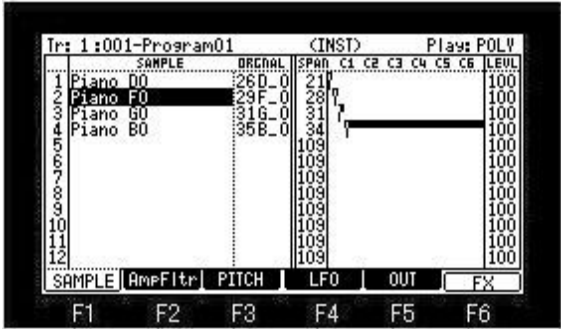 Tr: 1:001-Program01 (INST) Play: POLY
SAMPLE ORGNAL SPAN C1 C2 C3 C4 C5 C6 LEVL
1 Piano D0 26D_0 21 100
2 Piano F0 29F_0 28 100
3 Piano G0 31G_0 31 100
4 Piano B0 35B_0 34 100
5 109 100
6 109 100
7 109 100
8 109 100
9 109 100
10 109 100
11 109 100
12 109 100
SAMPLE AmpFltr PITCH LFO OUT FX
F1 F2 F3 F4 F5 F6